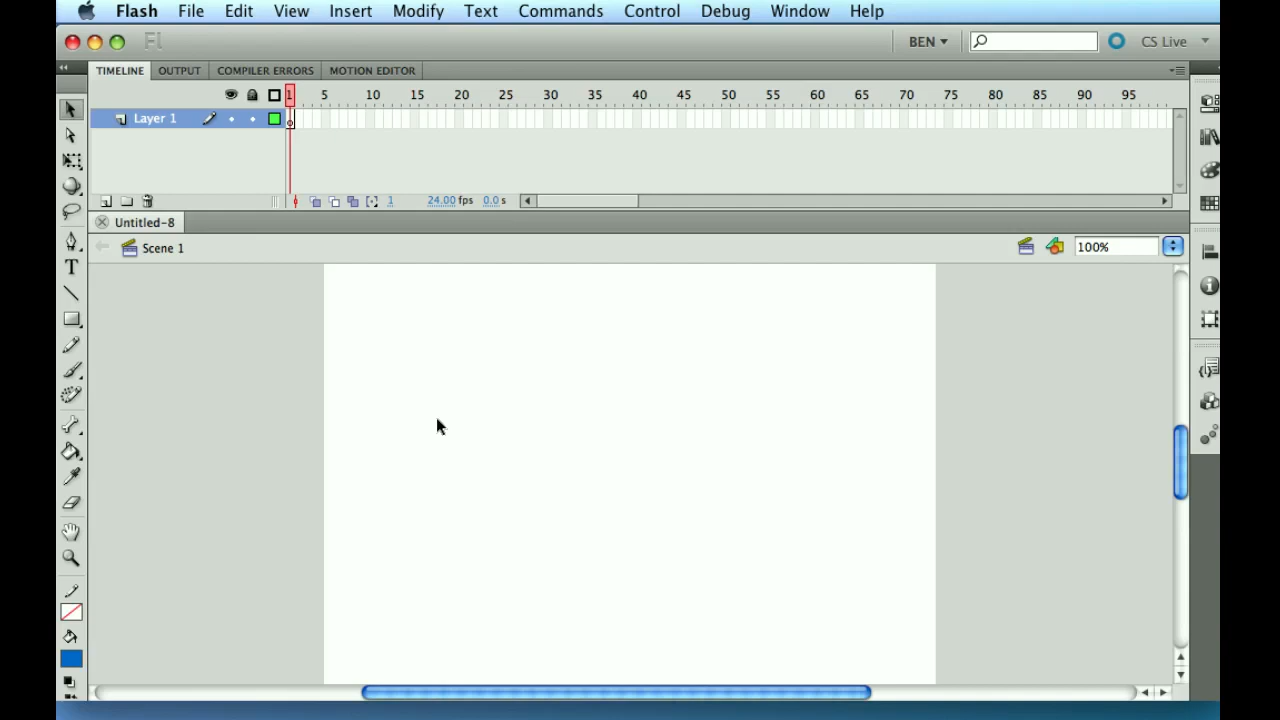 Flash File Edit View Insert Modify Text Commands Control Debug Window Help
Fl BEN CS Live
TIMELINE OUTPUT COMPILER ERRORS MOTION EDITOR
1 5 10 15 20 25 30 35 40 45 50 55 60 65 70 75 80 85 90 95
Layer 1
1 24.00 fps 0.0 s
Untitled-8
Scene 1 100%
T